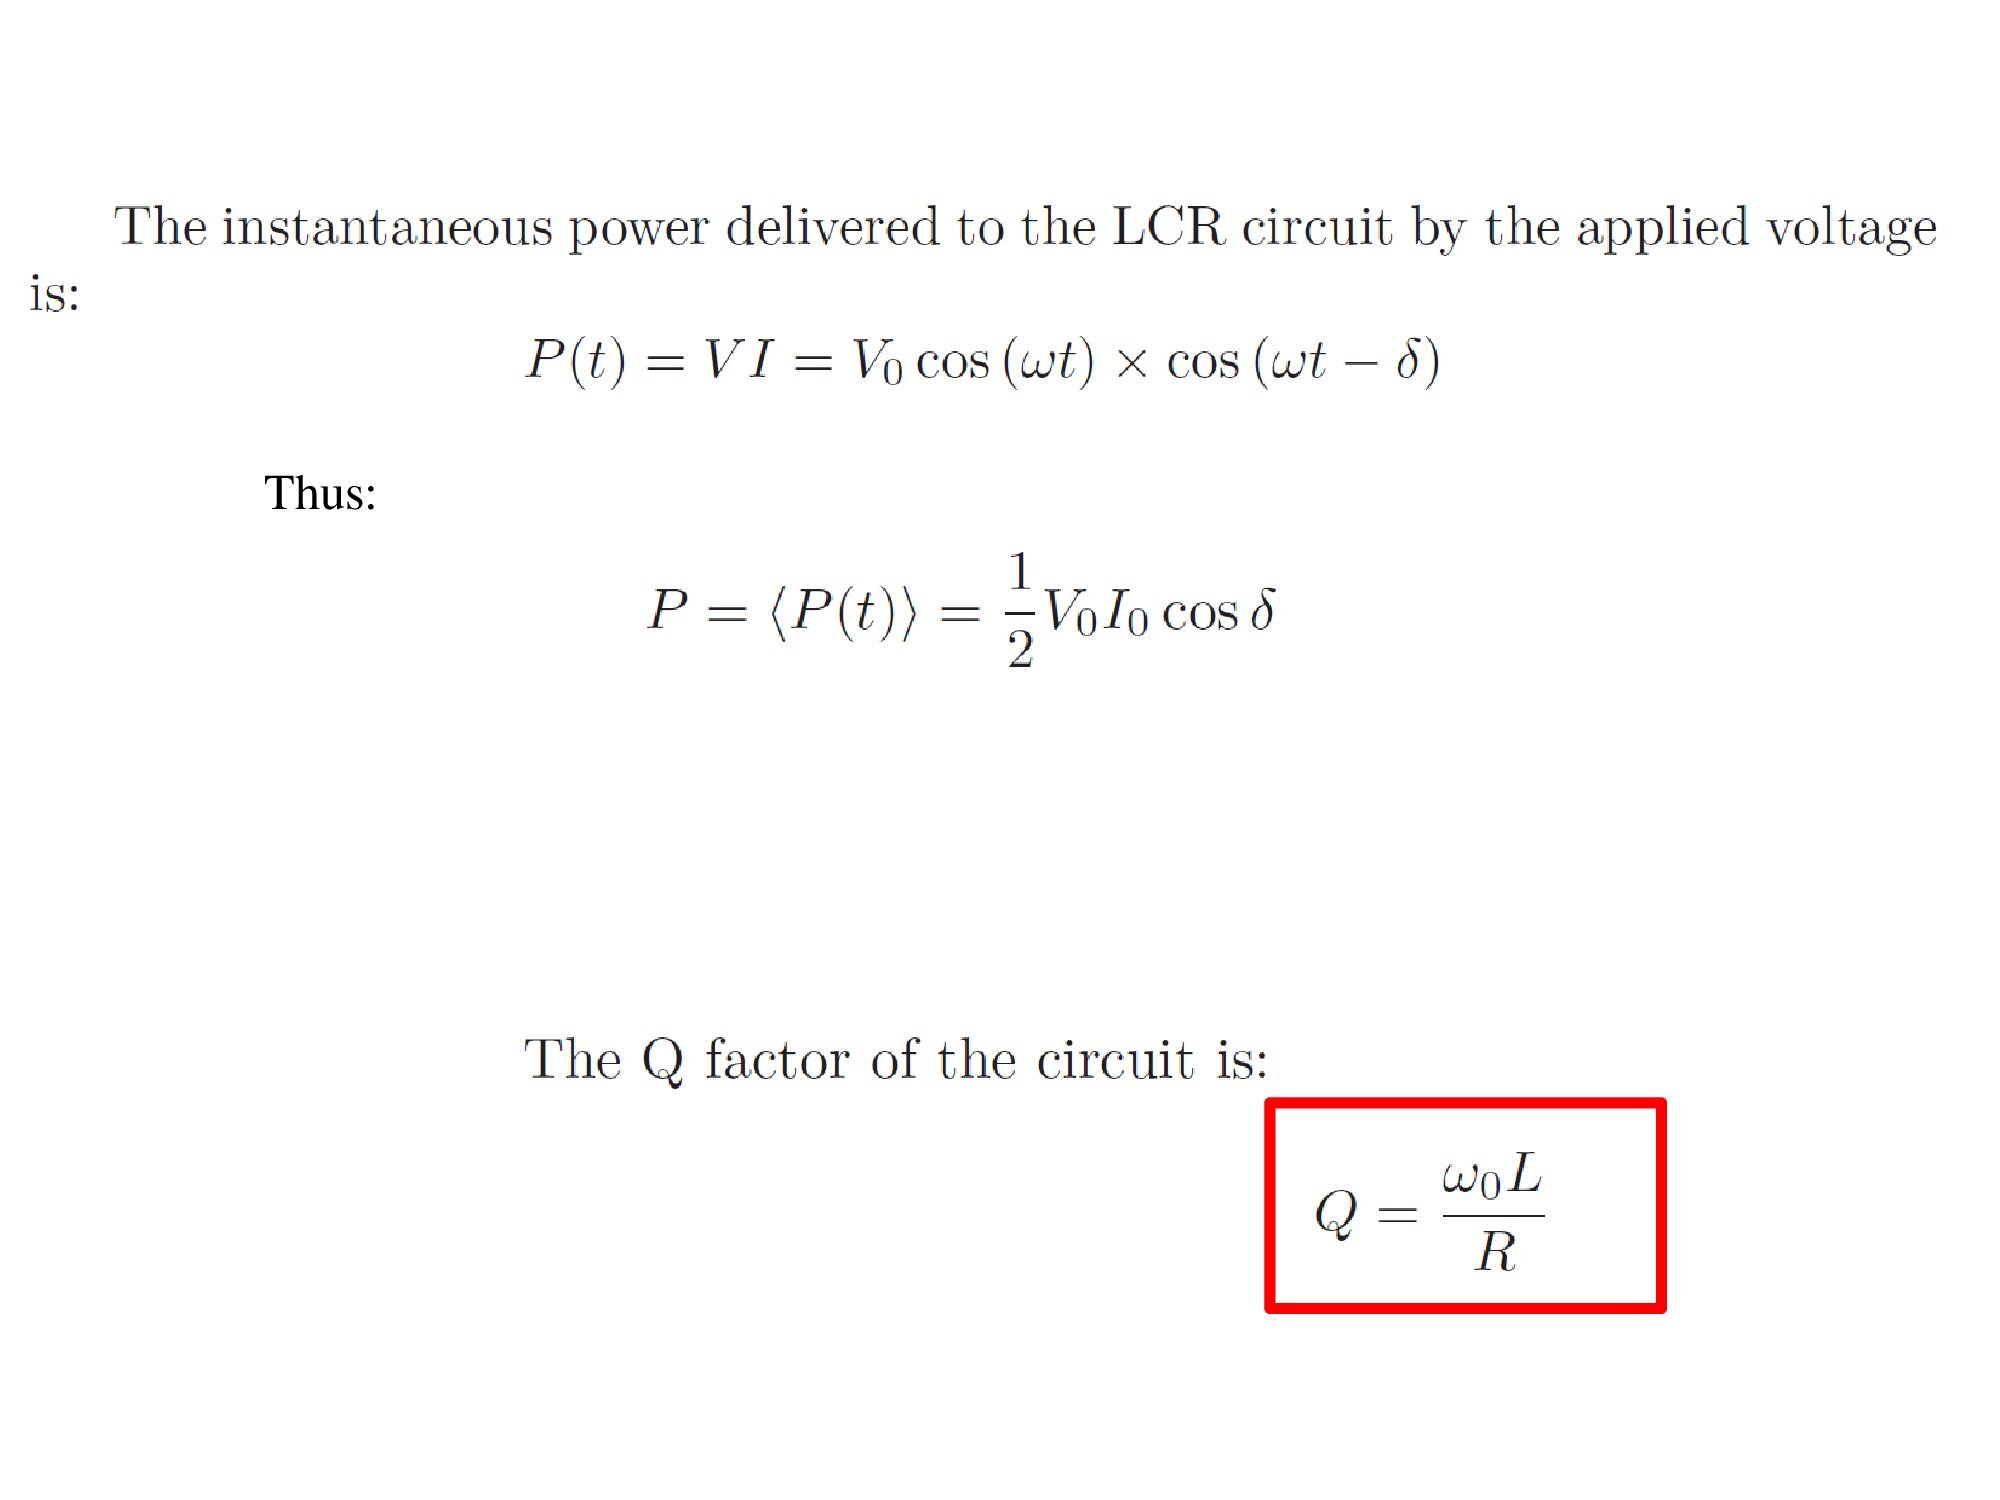 The instantaneous power delivered to the LCR circuit by the applied voltage
is:
$P(t) = VI = V_0 \cos(\omega t) \times \cos(\omega t - \delta)$
Thus:
$P = \langle P(t) \rangle = \frac{1}{2} V_0 I_0 \cos \delta$
The Q factor of the circuit is:
$Q = \frac{\omega_0 L}{R}$